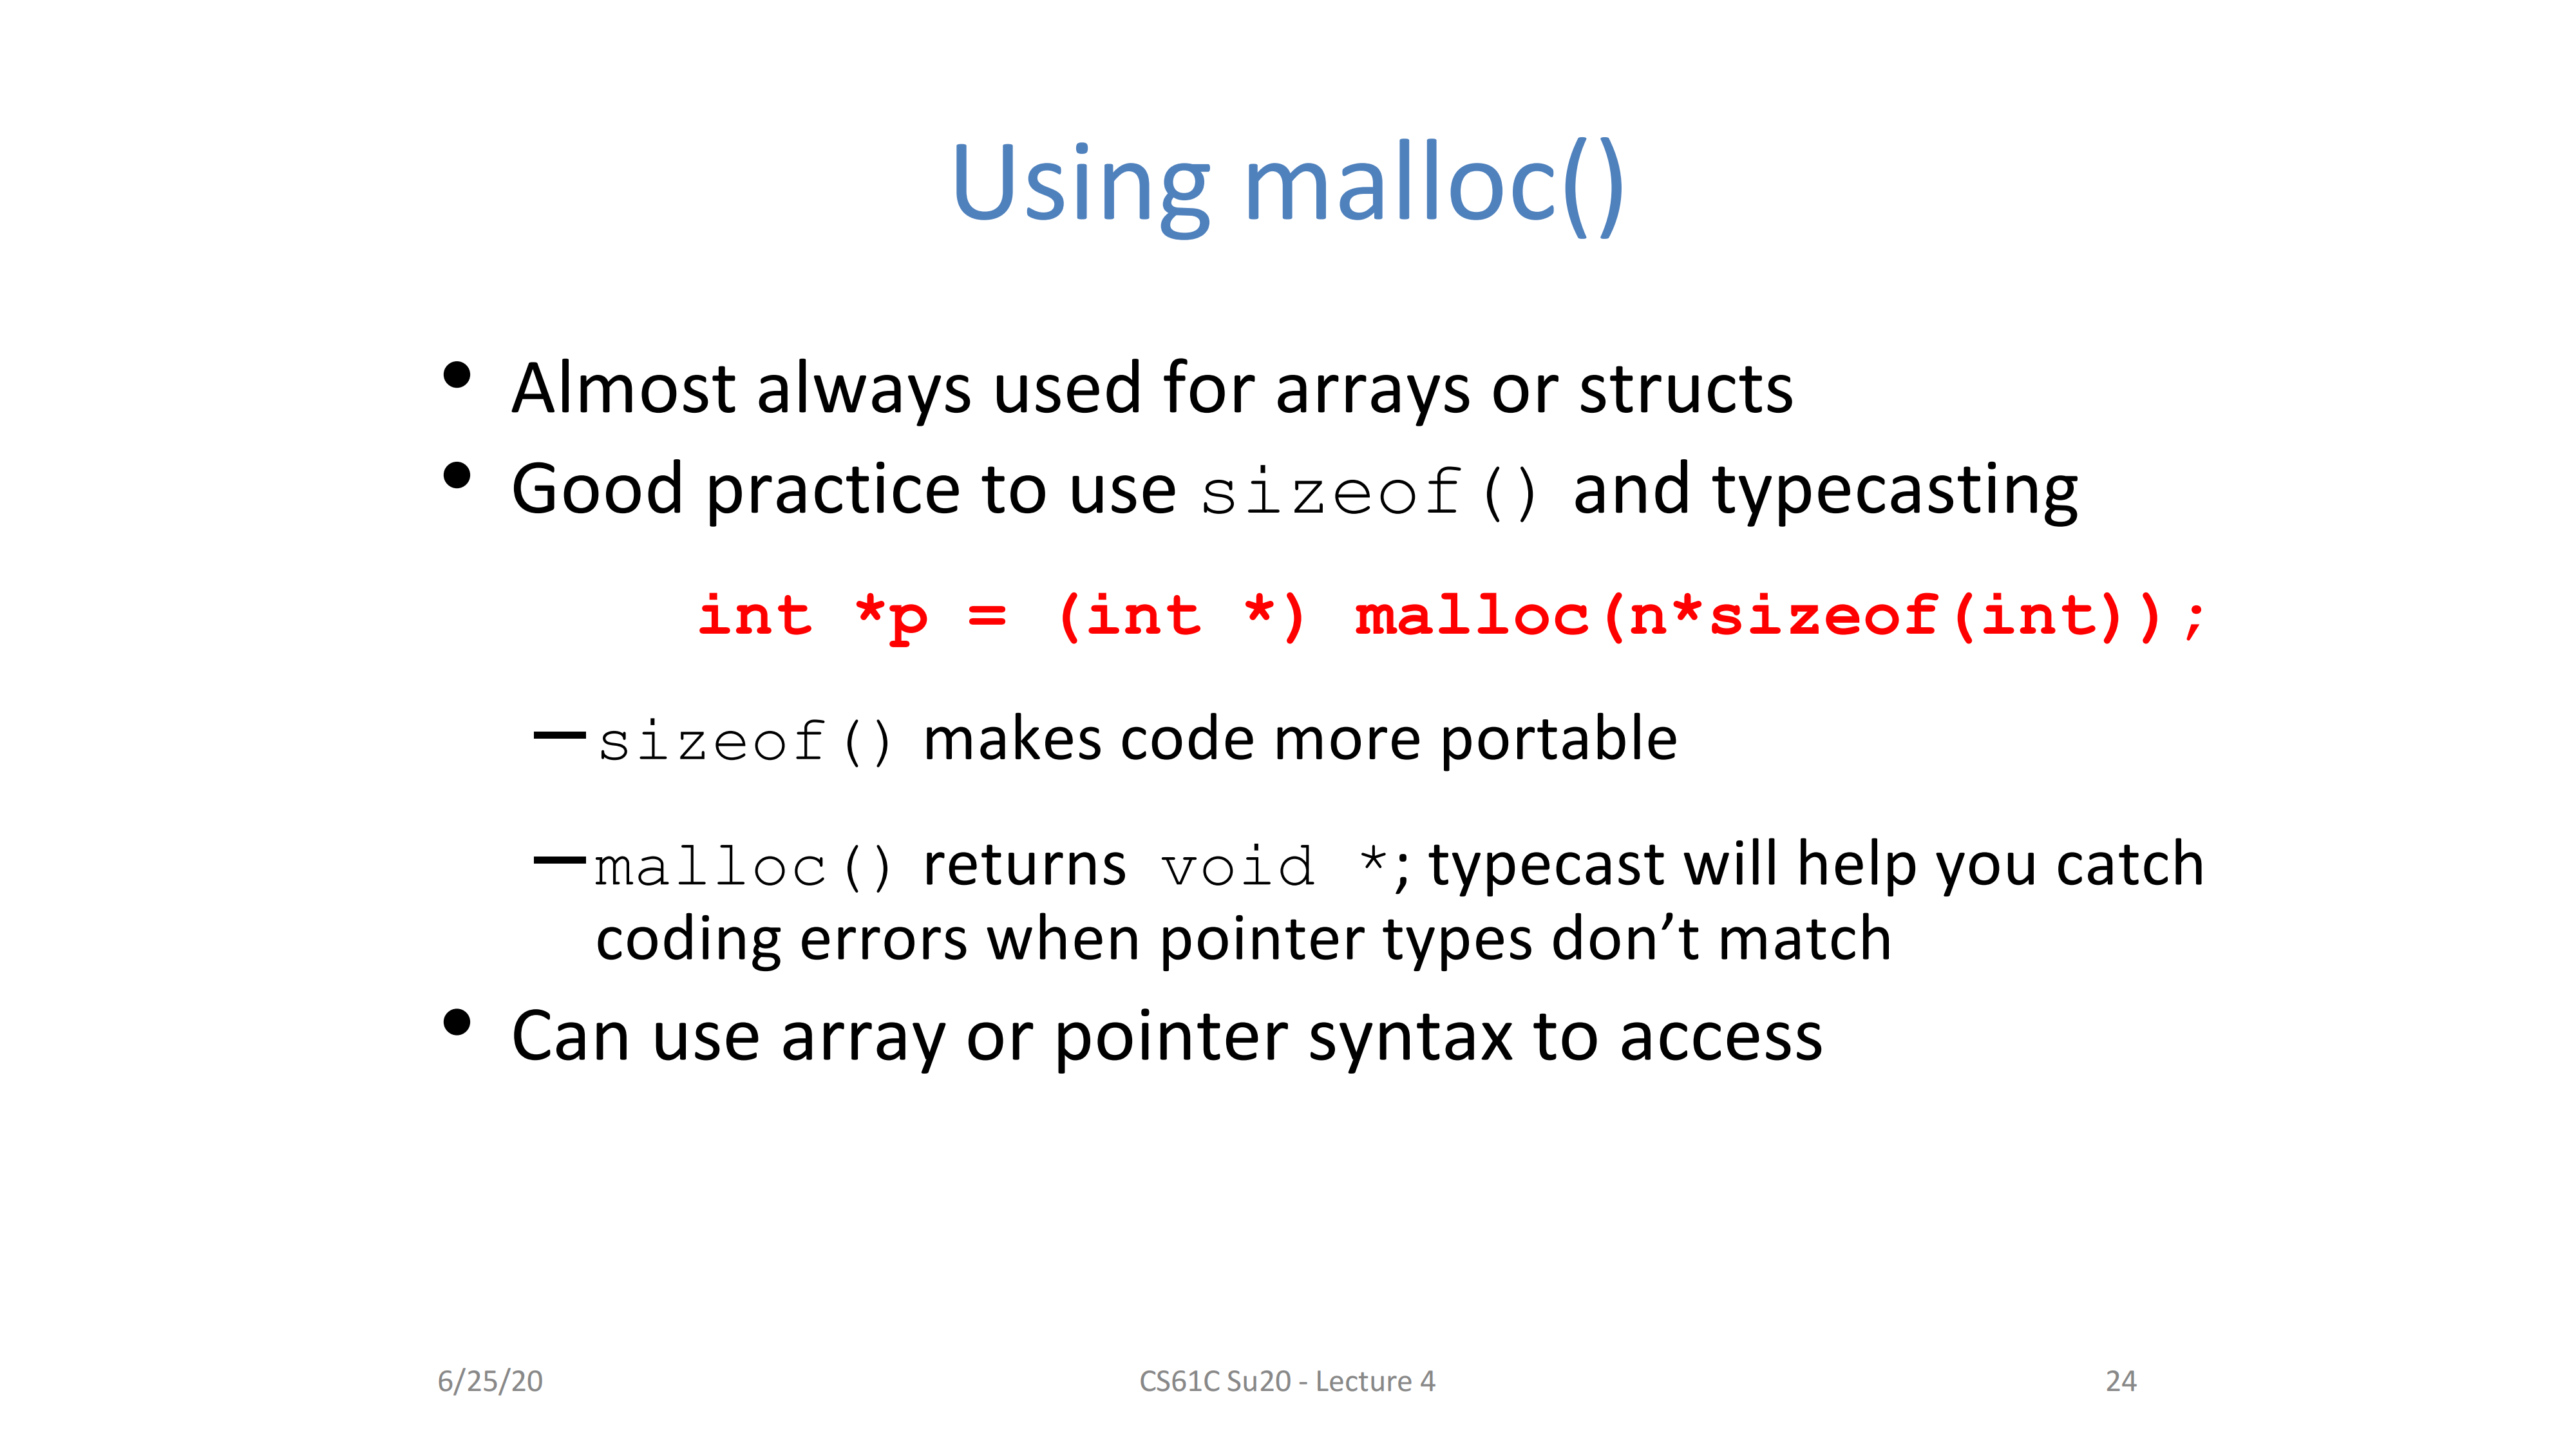 Using malloc()
• Almost always used for arrays or structs
• Good practice to use sizeof() and typecasting
int *p = (int *) malloc(n*sizeof(int));
–sizeof() makes code more portable
–malloc() returns void *; typecast will help you catch
coding errors when pointer types don’t match
• Can use array or pointer syntax to access
6/25/20
CS61C Su20 - Lecture 4
24